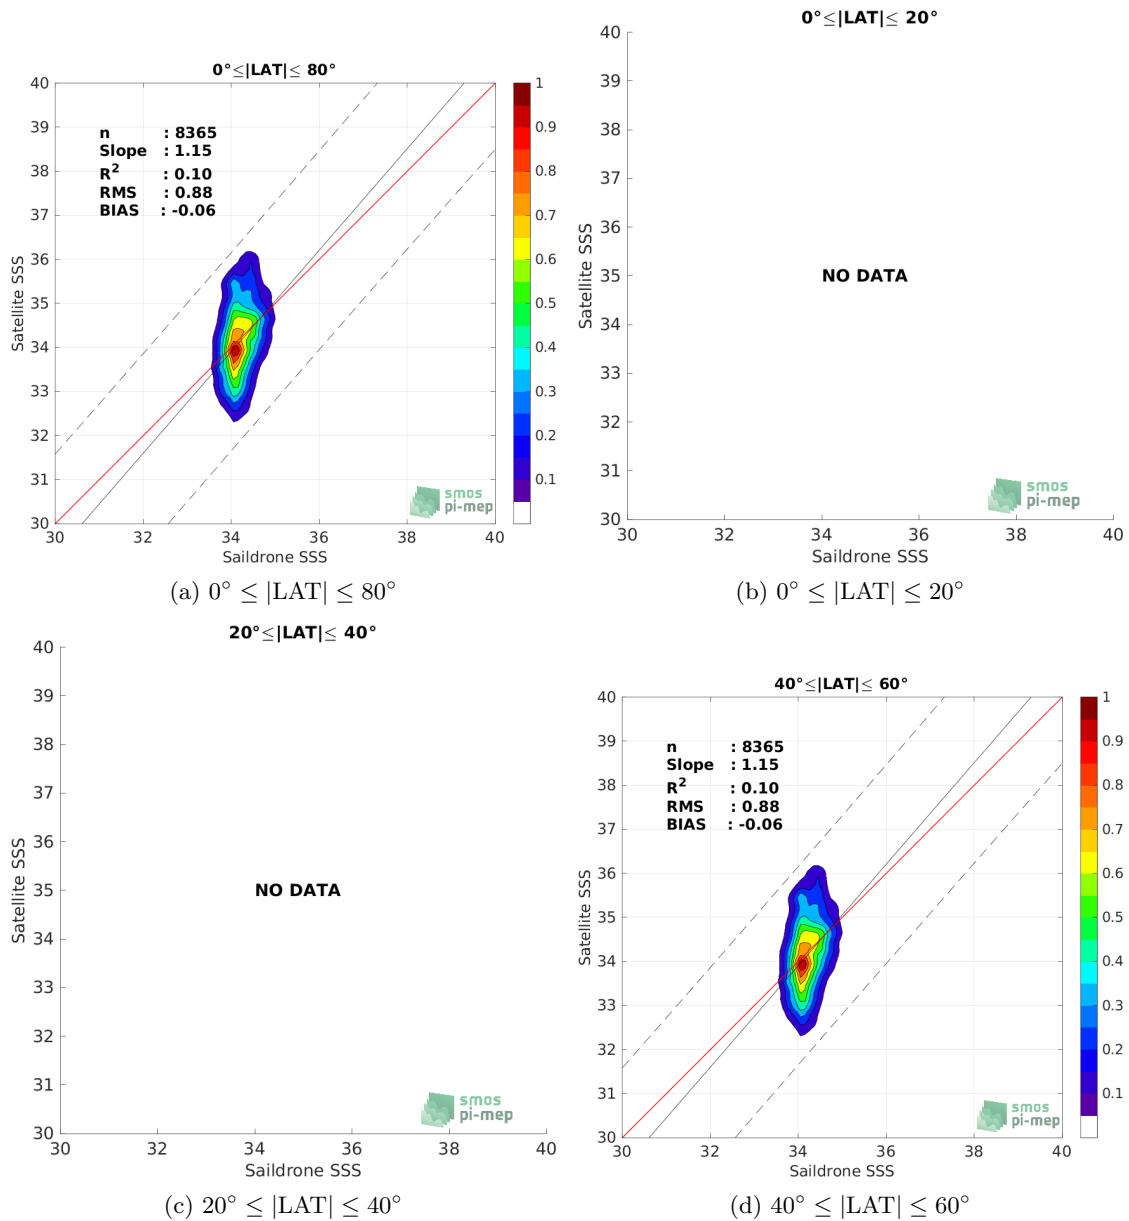 0°≤|LAT|≤ 80°
40
39
38
37
36
35
34
33
32
31
30
Satellite SSS
n : 8365
Slope : 1.15
R² : 0.10
RMS : 0.88
BIAS : -0.06
smos
pi-mep
30 32 34 36 38 40
Saildrone SSS
1
0.9
0.8
0.7
0.6
0.5
0.4
0.3
0.2
0.1
(a) 0° ≤ |LAT| ≤ 80°
0°≤|LAT|≤ 20°
40
39
38
37
36
35
34
33
32
31
30
Satellite SSS
NO DATA
smos
pi-mep
30 32 34 36 38 40
Saildrone SSS
(b) 0° ≤ |LAT| ≤ 20°
20°≤|LAT|≤ 40°
40
39
38
37
36
35
34
33
32
31
30
Satellite SSS
NO DATA
smos
pi-mep
30 32 34 36 38 40
Saildrone SSS
(c) 20° ≤ |LAT| ≤ 40°
40°≤|LAT|≤ 60°
40
39
38
37
36
35
34
33
32
31
30
Satellite SSS
n : 8365
Slope : 1.15
R² : 0.10
RMS : 0.88
BIAS : -0.06
smos
pi-mep
30 32 34 36 38 40
Saildrone SSS
1
0.9
0.8
0.7
0.6
0.5
0.4
0.3
0.2
0.1
(d) 40° ≤ |LAT| ≤ 60°